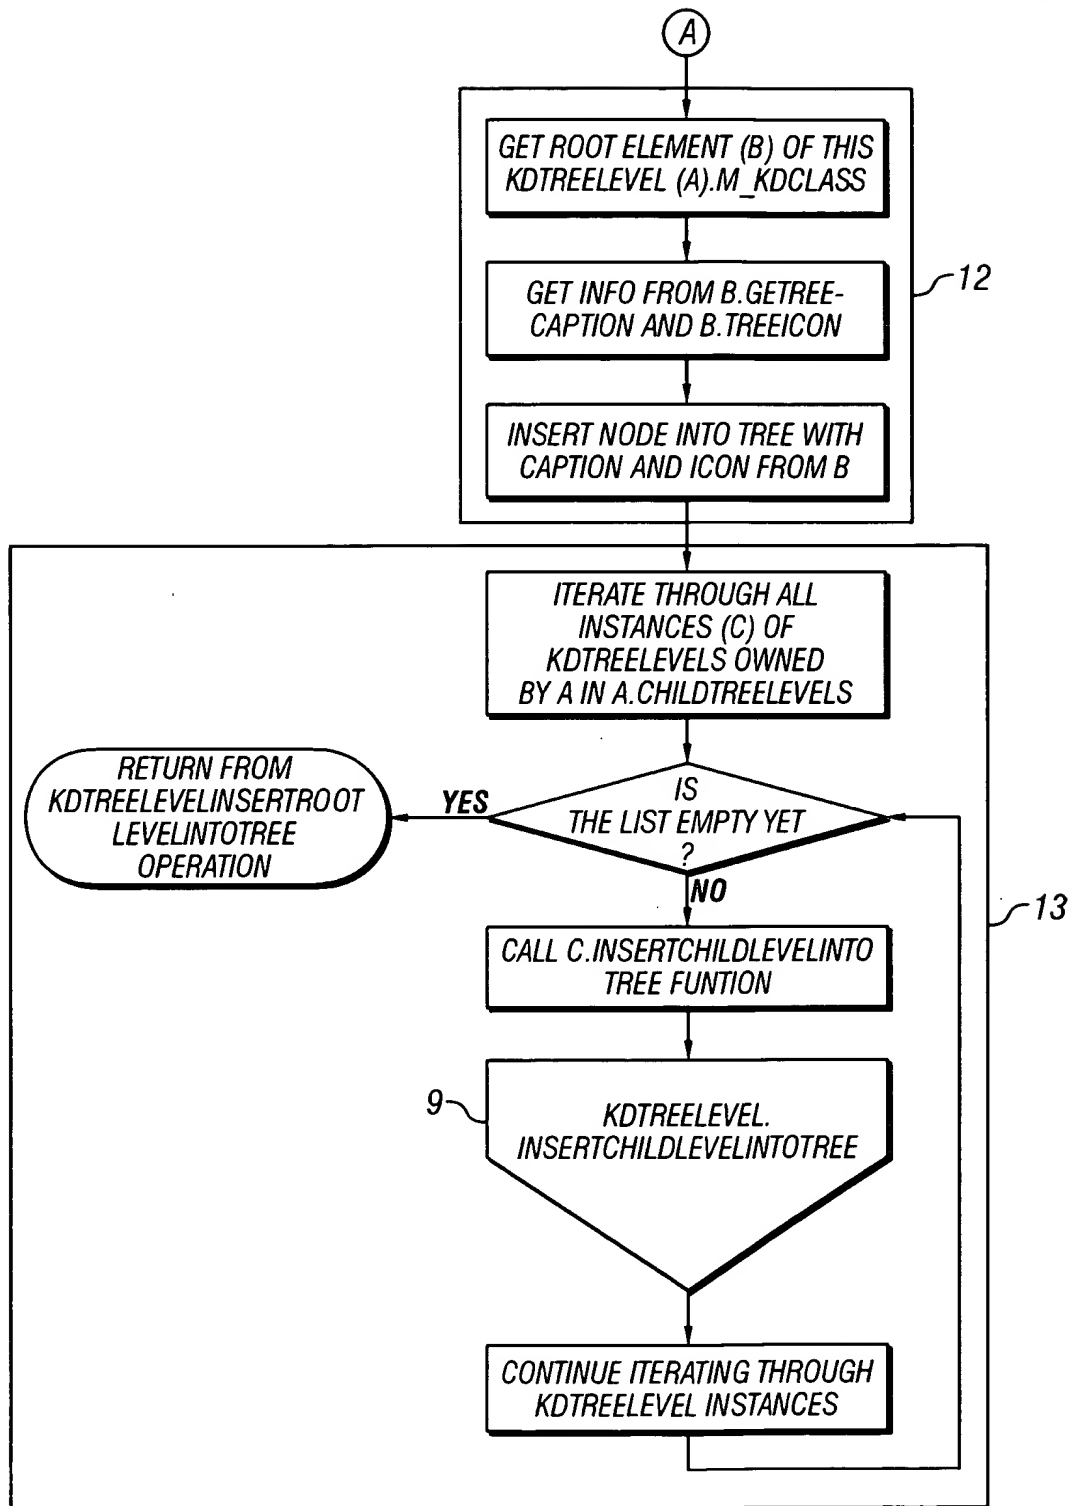 A
GET ROOT ELEMENT (B) OF THIS
KDTREELEVEL (A).M_KDCLASS
GET INFO FROM B.GETREE-
CAPTION AND B.TREEICON
12
INSERT NODE INTO TREE WITH
CAPTION AND ICON FROM B
ITERATE THROUGH ALL
INSTANCES (C) OF
KDTREELEVELS OWNED
BY A IN A.CHILDTREELEVELS
RETURN FROM
KDTREELEVELINSERTROOT
LEVELINTOTREE
OPERATION
YES
IS
THE LIST EMPTY YET
?
NO
13
CALL C.INSERTCHILDLEVELINTO
TREE FUNTION
9
KDTREELEVEL.
INSERTCHILDLEVELINTOTREE
CONTINUE ITERATING THROUGH
KDTREELEVEL INSTANCES